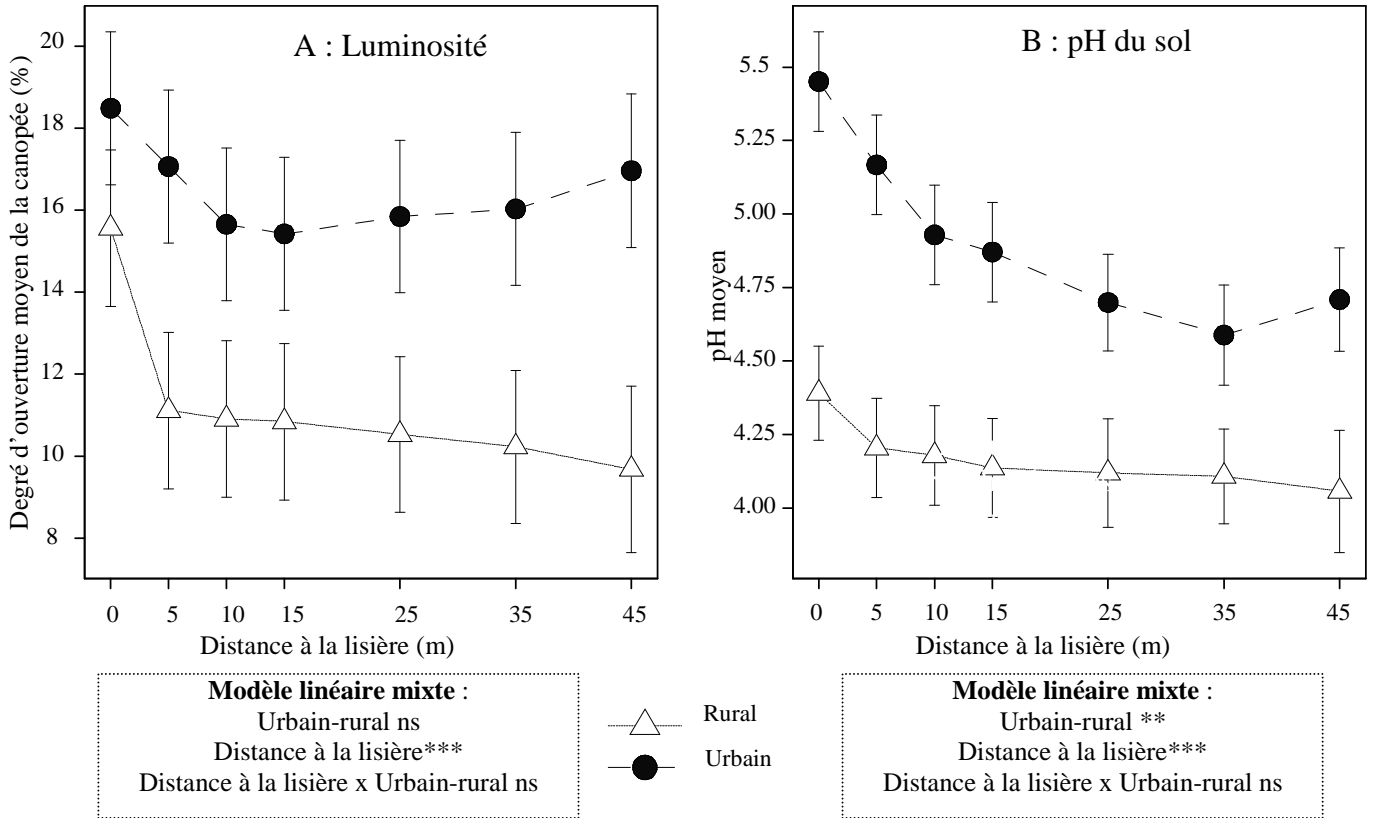 A : Luminosité
Degré d'ouverture moyen de la canopée (%)
20
18
16
14
12
10
8
0 5 10 15 25 35 45
Distance à la lisière (m)
B : pH du sol
pH moyen
5.5
5.25
5.00
4.75
4.50
4.25
4.00
0 5 10 15 25 35 45
Distance à la lisière (m)
Modèle linéaire mixte :
Urbain-rural ns
Distance à la lisière***
Distance à la lisière x Urbain-rural ns
Rural
Urbain
Modèle linéaire mixte :
Urbain-rural **
Distance à la lisière***
Distance à la lisière x Urbain-rural ns